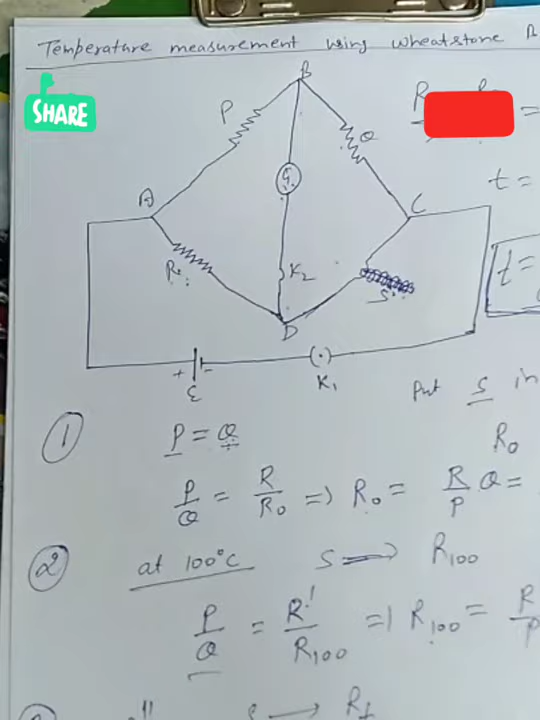 Temperature measurement using wheatstone
SHARE
B
P
Q
R
=
G
A
C
t =
R
K2
S
t =
D
+ -
ε
K1
Put S in
1
P = Q
R0
P/Q = R/R0 => R0 = R/P Q =
2
at 100°C S → R100
P/Q = R'/R100 => R100 = R/P
S → Rt